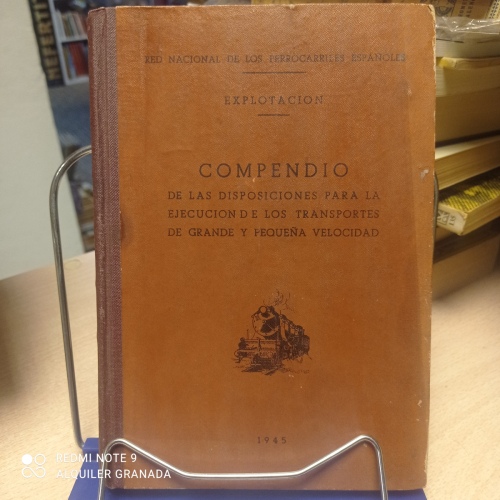 RED NACIONAL DE LOS FERROCARRILES ESPAÑOLES
EXPLOTACION
COMPENDIO
DE LAS DISPOSICIONES PARA LA
EJECUCION DE LOS TRANSPORTES
DE GRANDE Y PEQUEÑA VELOCIDAD
1945
REDMI NOTE 9
ALQUILER GRANADA